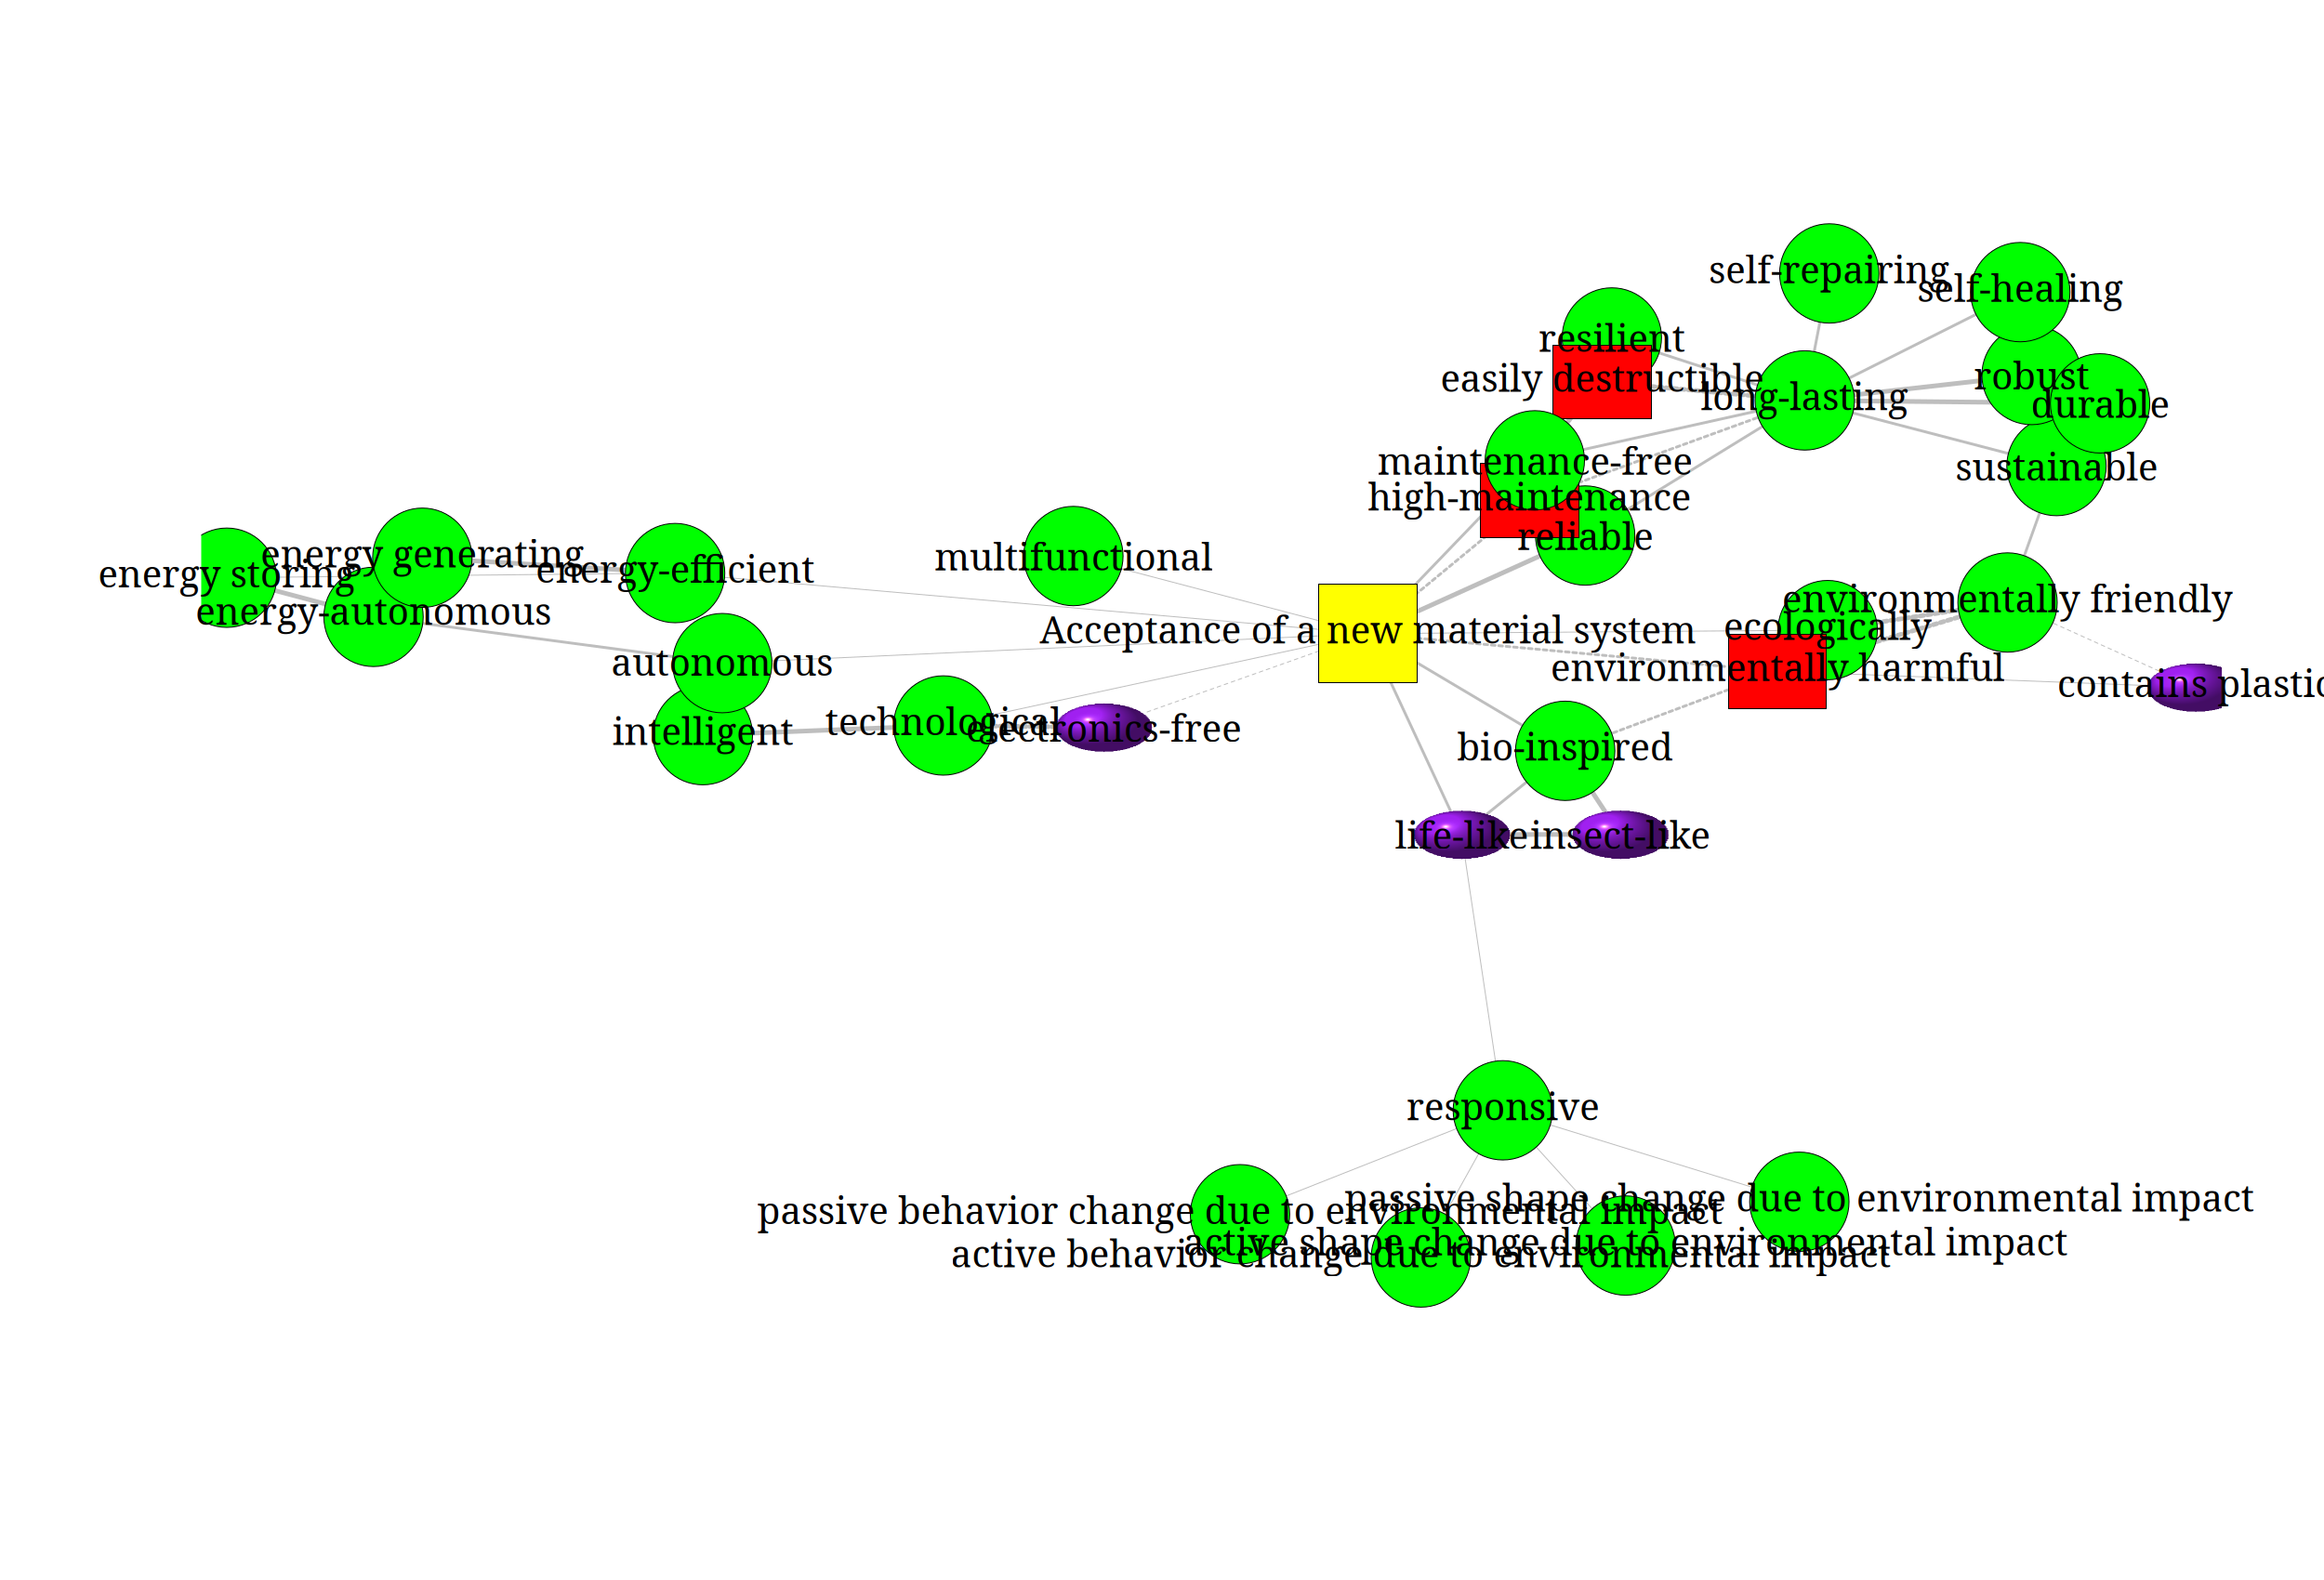 self-repairing
self-healing
resilient
easily destructible
robust
long-lasting
durable
maintenance-free
sustainable
high-maintenance
reliable
energy generating
energy storing
energy-efficient
multifunctional
energy-autonomous
environmentally friendly
Acceptance of a new material system
ecologically
autonomous
environmentally harmful
contains plastic
intelligent
technological
electronics-free
bio-inspired
life-like
insect-like
responsive
passive shape change due to environmental impact
passive behavior change due to environmental impact
active shape change due to environmental impact
active behavior change due to environmental impact